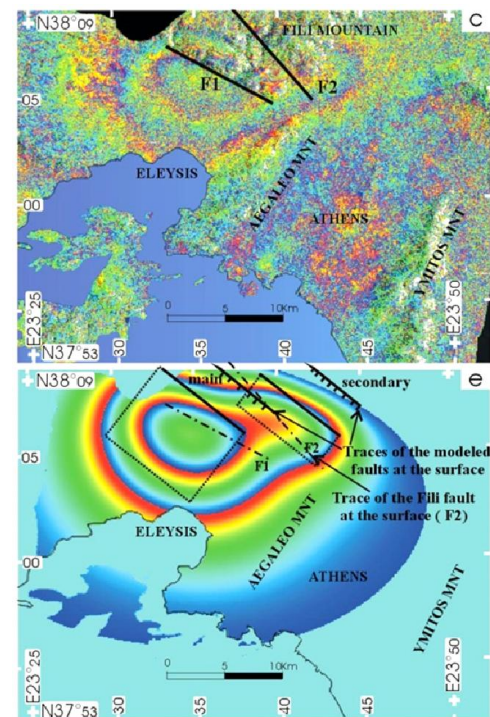 N38°09
c
FILI MOUNTAIN
F1
F2
05
ELEYSIS
AEGALEO MNT
ATHENS
YMITOS MNT
00
0 5 10Km
E23°25
30
35
40
45
E23°50
N37°53
N38°09
e
main
secondary
F1
F2
Traces of the modeled
faults at the surface
Trace of the Fili fault
at the surface ( F2)
05
ELEYSIS
AEGALEO MNT
ATHENS
YMITOS MNT
00
0 5 10Km
E23°25
30
35
40
45
E23°50
N37°53